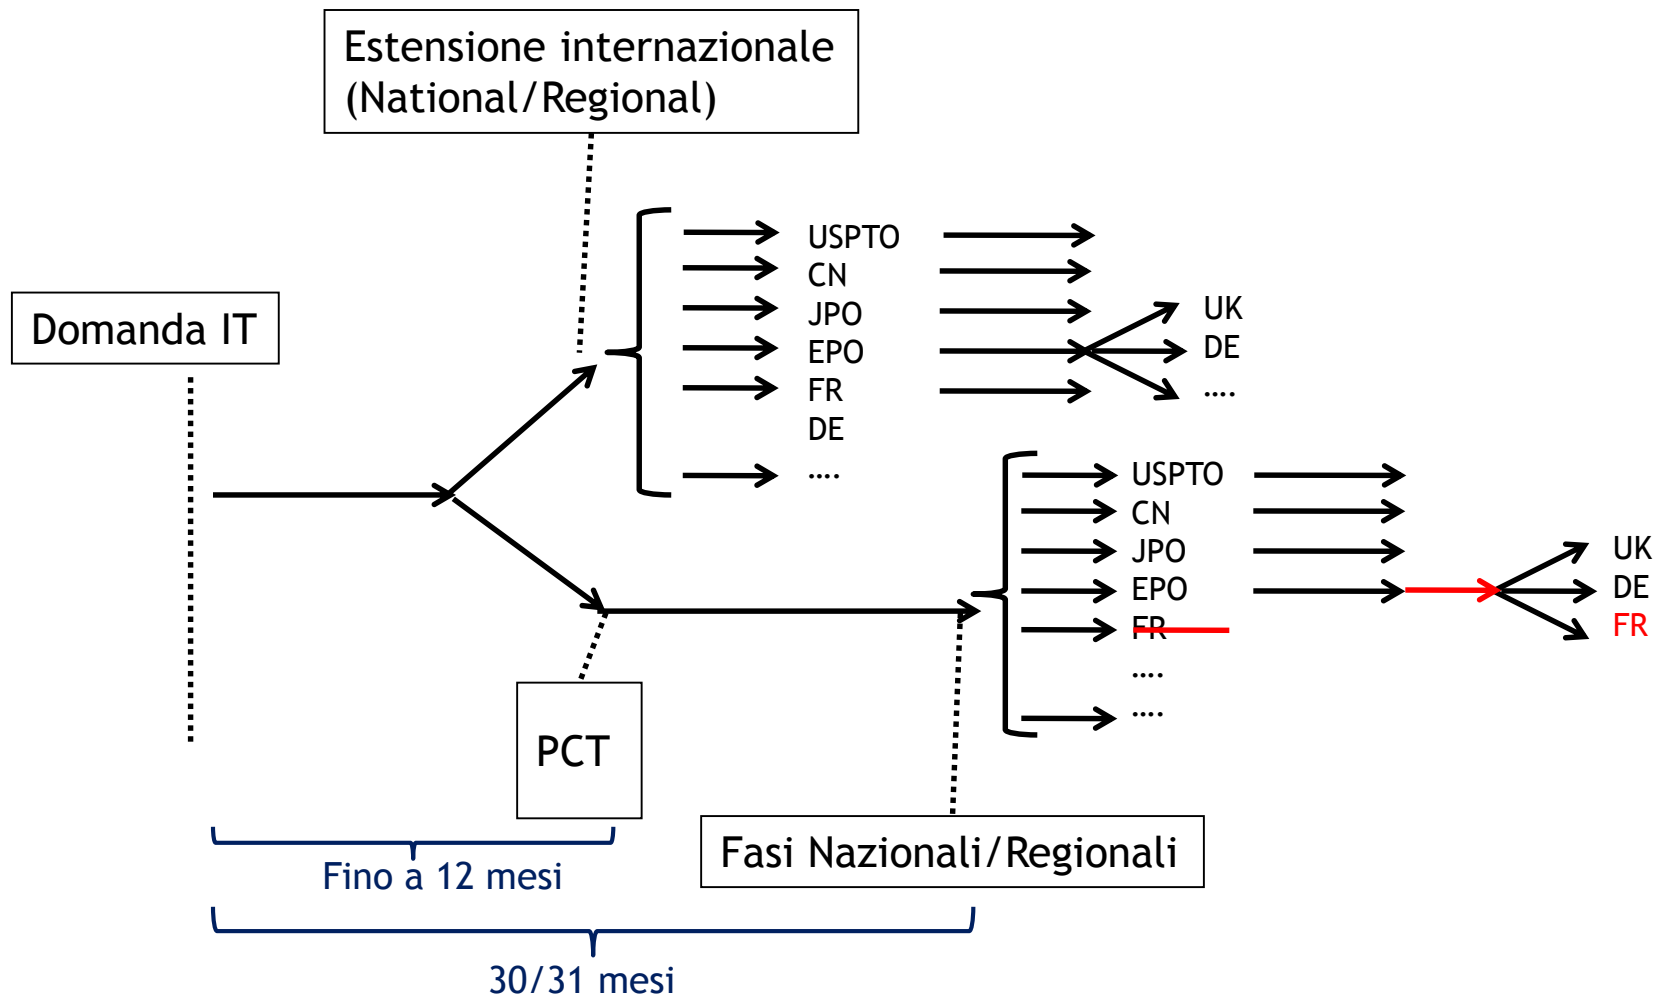 Estensione internazionale
(National/Regional)
Domanda IT
USPTO
CN
JPO
EPO
FR
DE
....
UK
DE
....
USPTO
CN
JPO
EPO
FR
....
....
UK
DE
FR
PCT
Fasi Nazionali/Regionali
Fino a 12 mesi
30/31 mesi